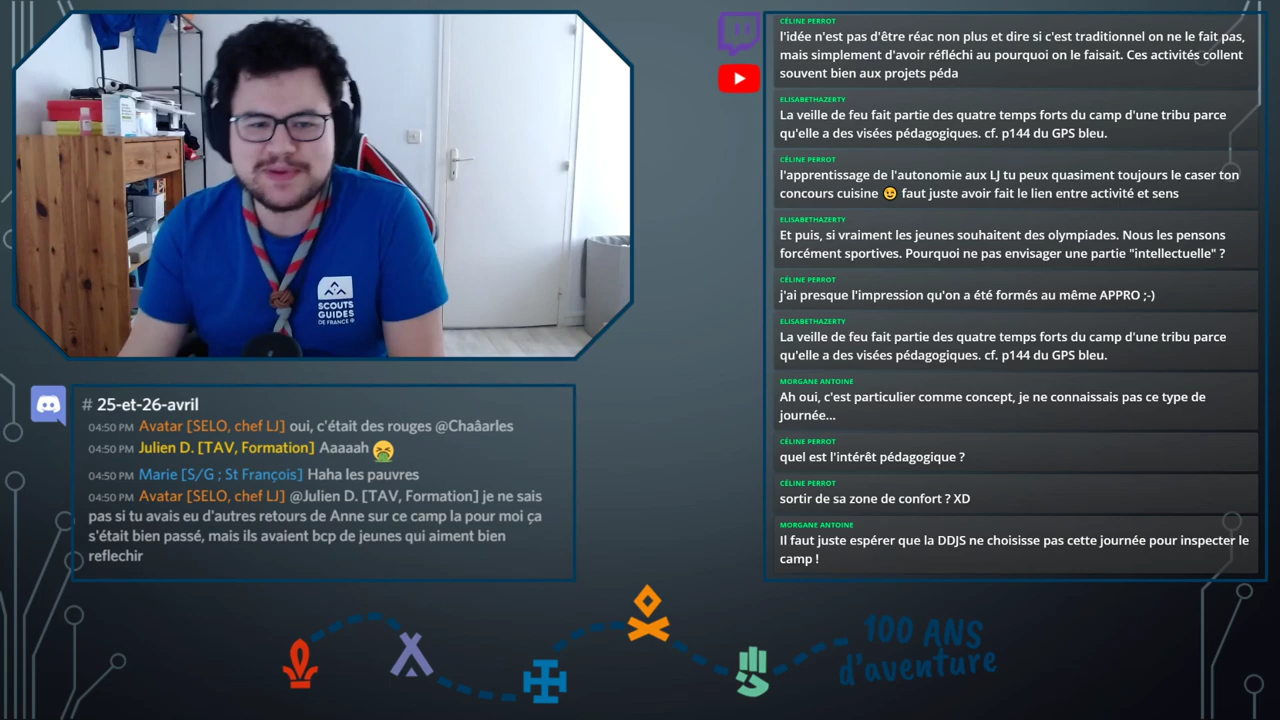 SCOUTS
GUIDES
DE FRANCE
# 25-et-26-avril
04:50 PM Avatar [SELO, chef LJ] oui, c'était des rouges @Chaâarles
04:50 PM Julien D. [TAV, Formation] Aaaaah 🤮
04:50 PM Marie [S/G ; St François] Haha les pauvres
04:50 PM Avatar [SELO, chef LJ] @Julien D. [TAV, Formation] je ne sais
pas si tu avais eu d'autres retours de Anne sur ce camp la pour moi ça
s'était bien passé, mais ils avaient bcp de jeunes qui aiment bien
reflechir
CÉLINE PERROT
l'idée n'est pas d'être réac non plus et dire si c'est traditionnel on ne le fait pas,
mais simplement d'avoir réfléchi au pourquoi on le faisait. Ces activités collent
souvent bien aux projets péda
ELISABETHAZERTY
La veille de feu fait partie des quatre temps forts du camp d'une tribu parce
qu'elle a des visées pédagogiques. cf. p144 du GPS bleu.
CÉLINE PERROT
l'apprentissage de l'autonomie aux LJ tu peux quasiment toujours le caser ton
concours cuisine 😉 faut juste avoir fait le lien entre activité et sens
ELISABETHAZERTY
Et puis, si vraiment les jeunes souhaitent des olympiades. Nous les pensons
forcément sportives. Pourquoi ne pas envisager une partie "intellectuelle" ?
CÉLINE PERROT
j'ai presque l'impression qu'on a été formés au même APPRO ;-)
ELISABETHAZERTY
La veille de feu fait partie des quatre temps forts du camp d'une tribu parce
qu'elle a des visées pédagogiques. cf. p144 du GPS bleu.
MORGANE ANTOINE
Ah oui, c'est particulier comme concept, je ne connaissais pas ce type de
journée...
CÉLINE PERROT
quel est l'intérêt pédagogique ?
CÉLINE PERROT
sortir de sa zone de confort ? XD
MORGANE ANTOINE
Il faut juste espérer que la DDJS ne choisisse pas cette journée pour inspecter le
camp !
100 ANS
d'aventure